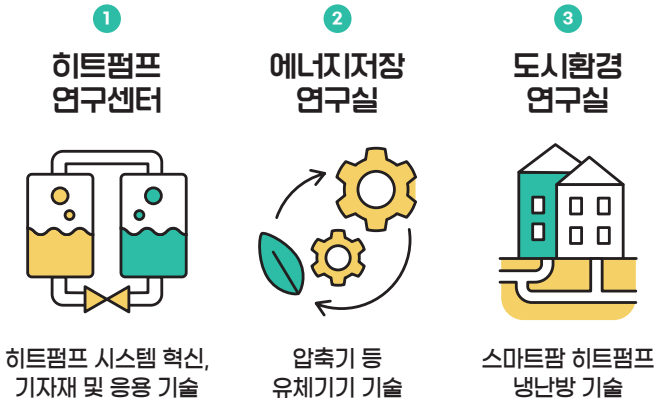 1
히트펌프
연구센터
히트펌프 시스템 혁신,
기자재 및 응용 기술
2
에너지저장
연구실
압축기 등
유체기기 기술
3
도시환경
연구실
스마트팜 히트펌프
냉난방 기술